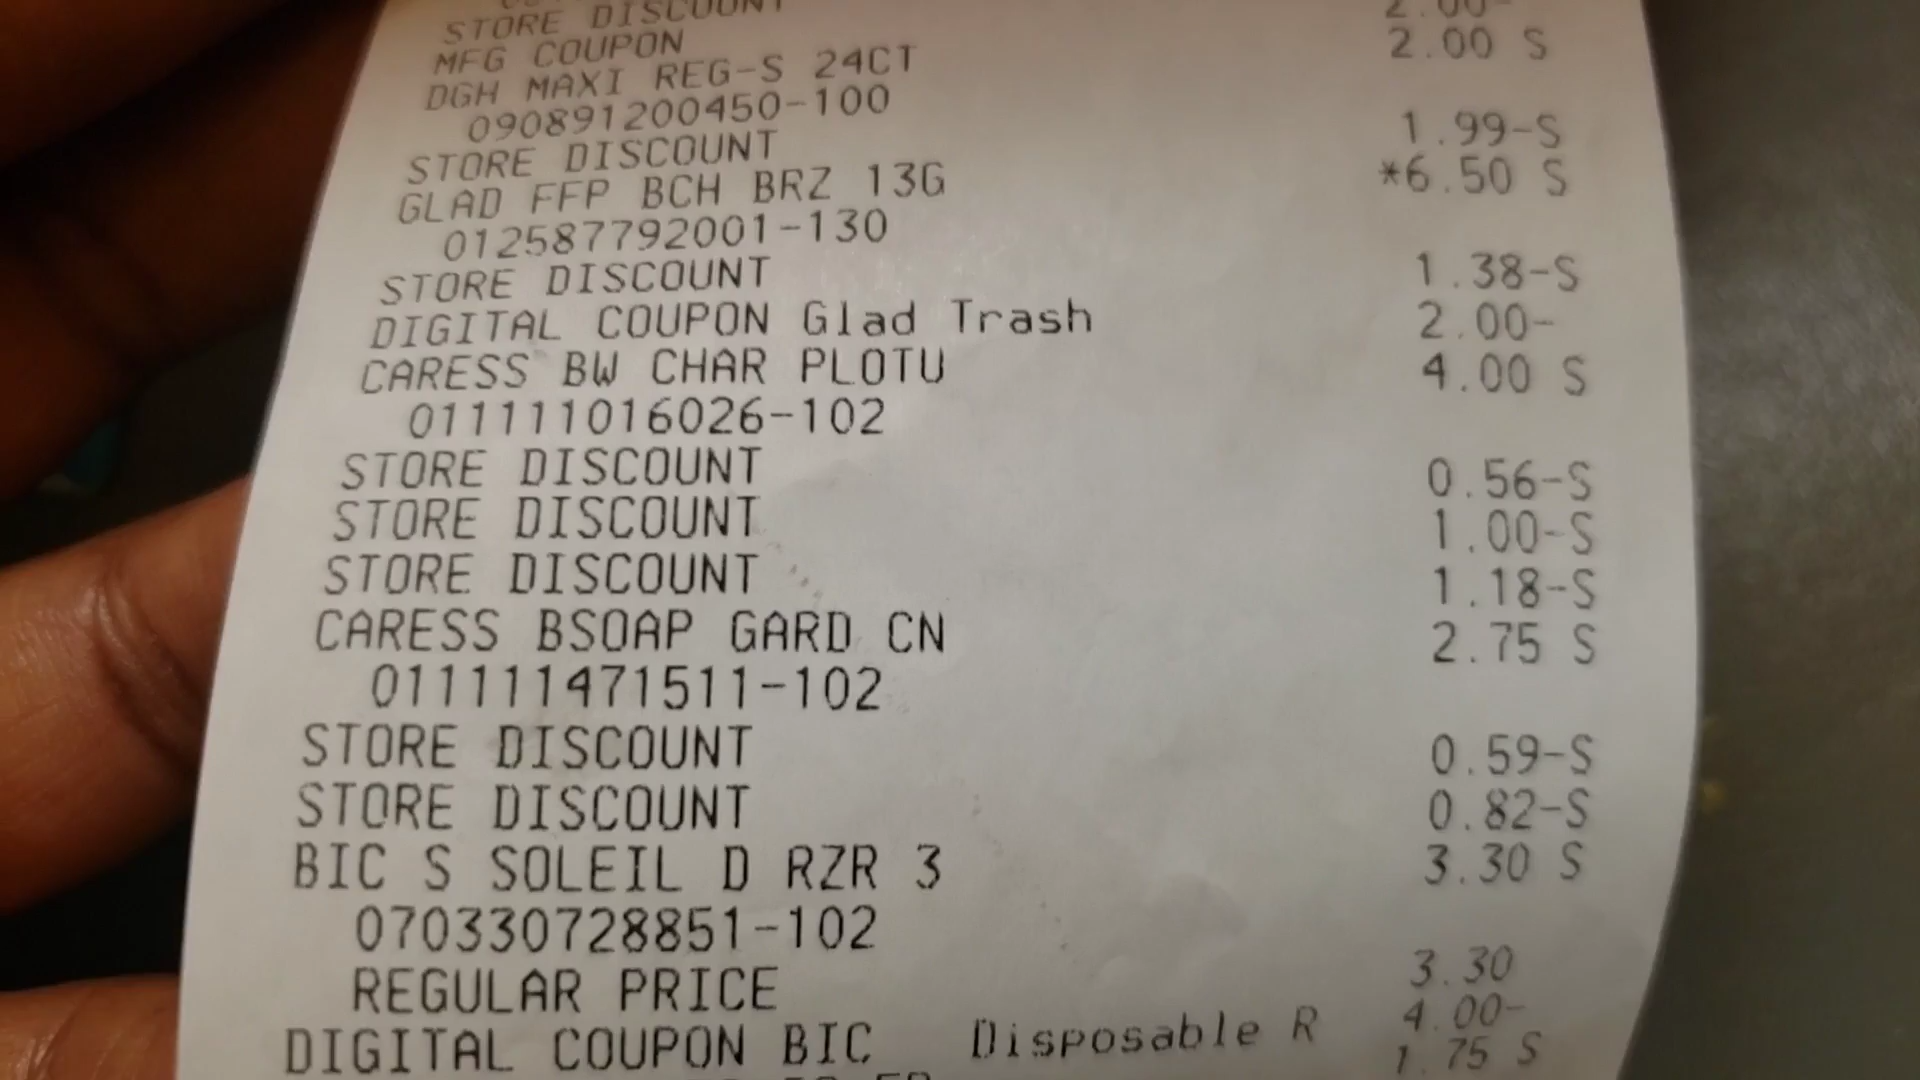 STORE DISCOUNT 2.00-
MFG COUPON
DGH MAXI REG-S 24CT 2.00 S
090891200450-100
STORE DISCOUNT 1.99-S
GLAD FFP BCH BRZ 13G *6.50 S
012587792001-130
STORE DISCOUNT 1.38-S
DIGITAL COUPON Glad Trash 2.00-
CARESS BW CHAR PLOTU 4.00 S
011111016026-102
STORE DISCOUNT 0.56-S
STORE DISCOUNT 1.00-S
STORE DISCOUNT 1.18-S
CARESS BSOAP GARD CN 2.75 S
011111471511-102
STORE DISCOUNT 0.59-S
STORE DISCOUNT 0.82-S
BIC S SOLEIL D RZR 3 3.30 S
070330728851-102
REGULAR PRICE 3.30
DIGITAL COUPON BIC Disposable R 4.00-
1.75 S